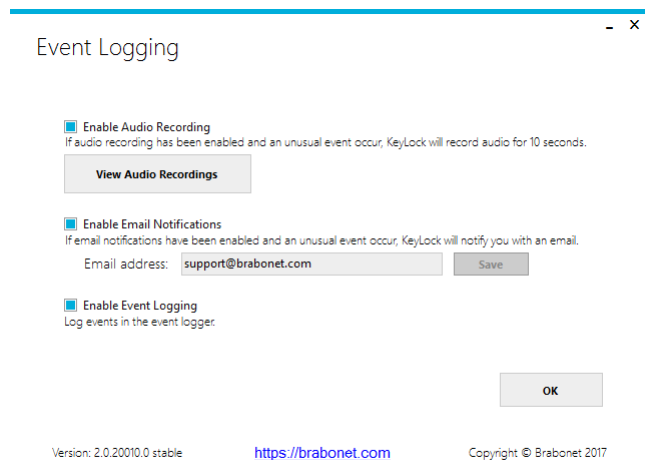 Event Logging
Enable Audio Recording
If audio recording has been enabled and an unusual event occur, KeyLock will record audio for 10 seconds.
View Audio Recordings
Enable Email Notifications
If email notifications have been enabled and an unusual event occur, KeyLock will notify you with an email.
Email address: support@brabonet.com Save
Enable Event Logging
Log events in the event logger.
OK
Version: 2.0.20010.0 stable https://brabonet.com Copyright © Brabonet 2017